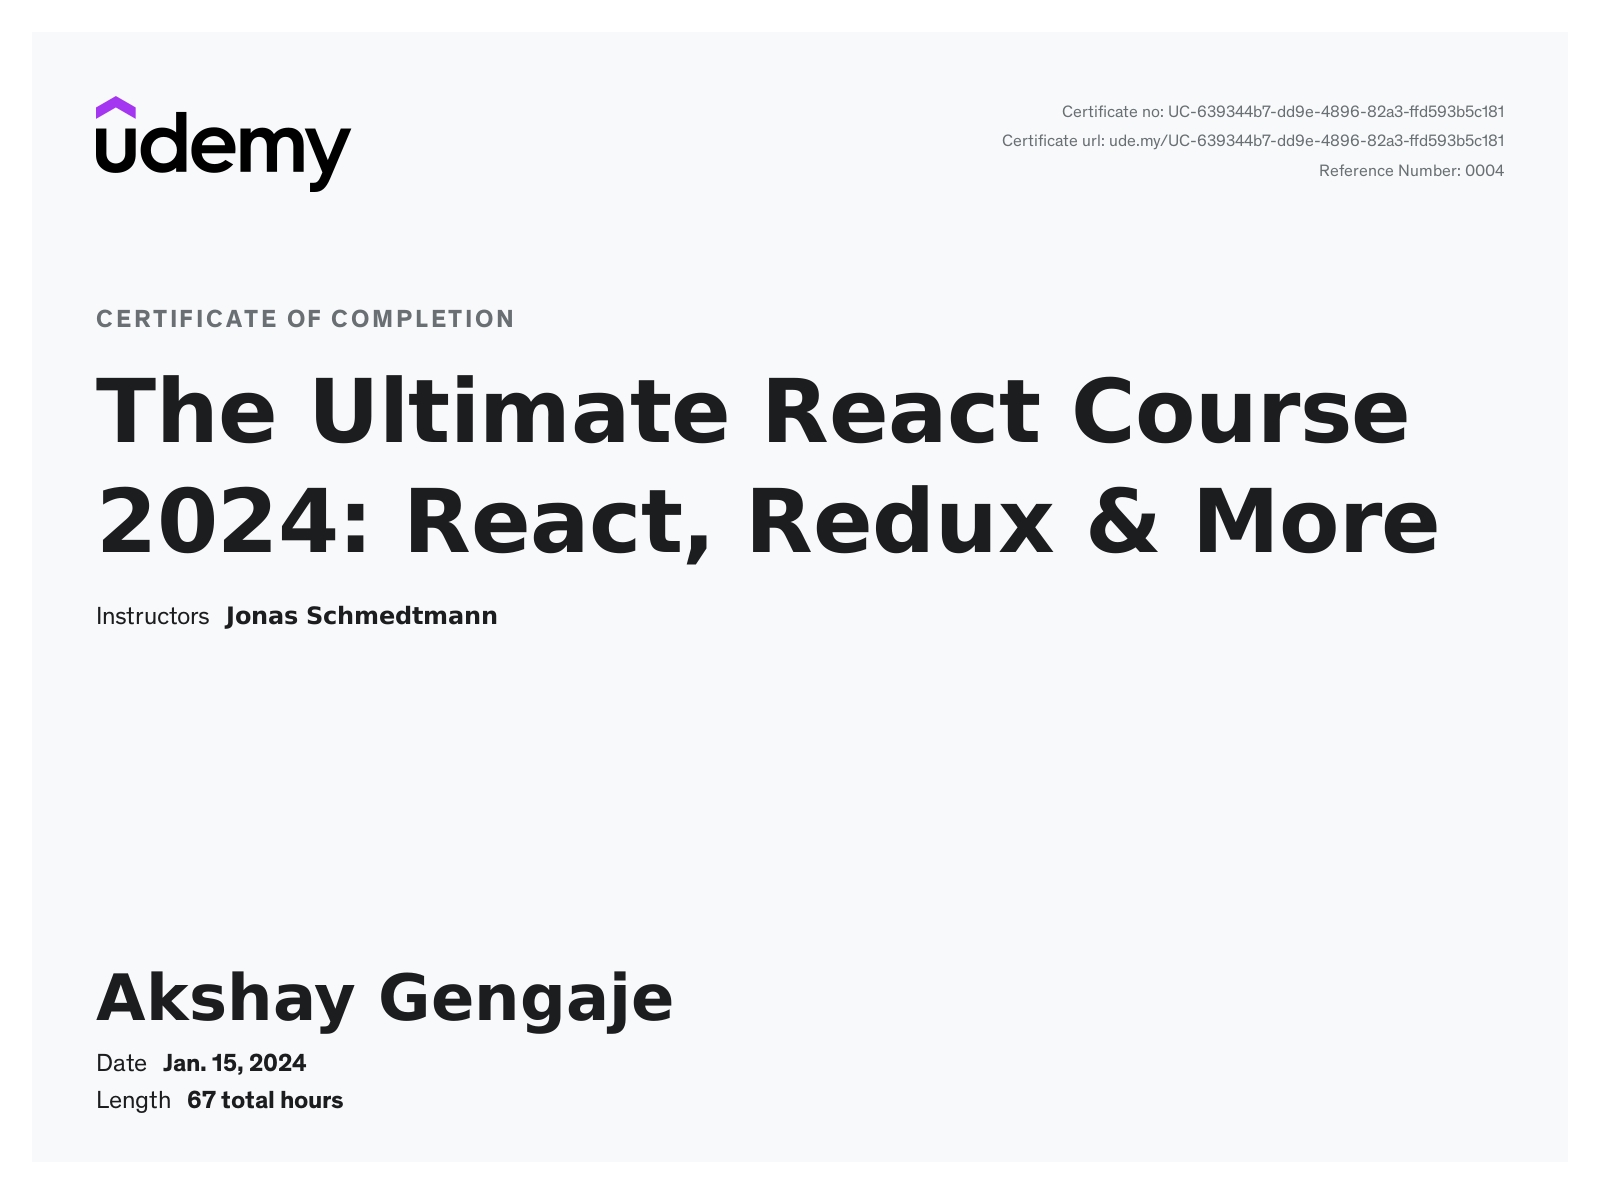 udemy
Certificate no: UC-639344b7-dd9e-4896-82a3-ffd593b5c181
Certificate url: ude.my/UC-639344b7-dd9e-4896-82a3-ffd593b5c181
Reference Number: 0004
CERTIFICATE OF COMPLETION
The Ultimate React Course
2024: React, Redux & More
Instructors Jonas Schmedtmann
Akshay Gengaje
Date Jan. 15, 2024
Length 67 total hours